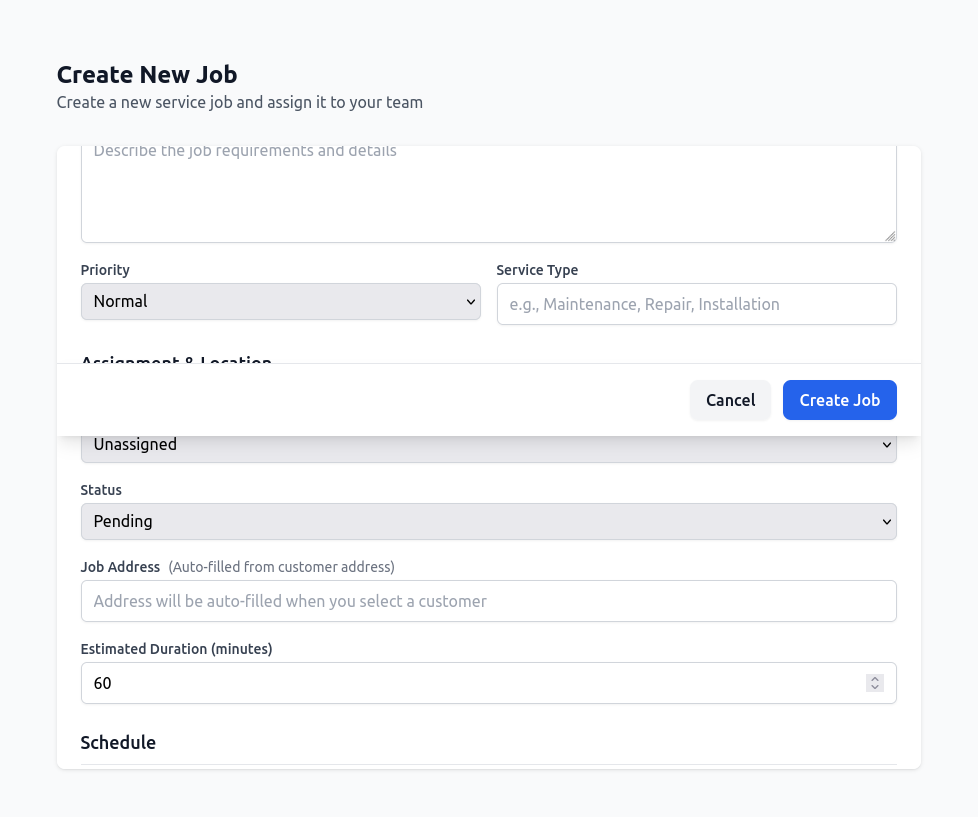 Create New Job
Create a new service job and assign it to your team
Describe the job requirements and details
Priority
Service Type
Normal
e.g., Maintenance, Repair, Installation
Assignment & Location
Cancel
Create Job
Unassigned
Status
Pending
Job Address (Auto-filled from customer address)
Address will be auto-filled when you select a customer
Estimated Duration (minutes)
60
Schedule